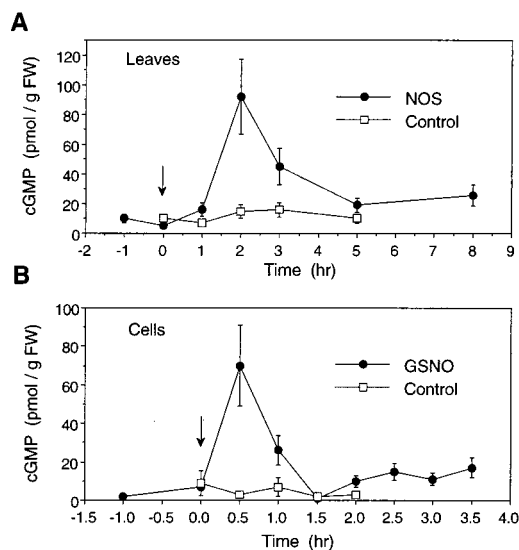 A
Leaves
NOS
Control
cGMP (pmol / g FW)
120
100
80
60
40
20
0
-2 -1 0 1 2 3 4 5 6 7 8 9
Time (hr)
B
Cells
GSNO
Control
cGMP (pmol / g FW)
100
80
60
40
20
0
-1.5 -1.0 -0.5 0.0 0.5 1.0 1.5 2.0 2.5 3.0 3.5 4.0
Time (hr)